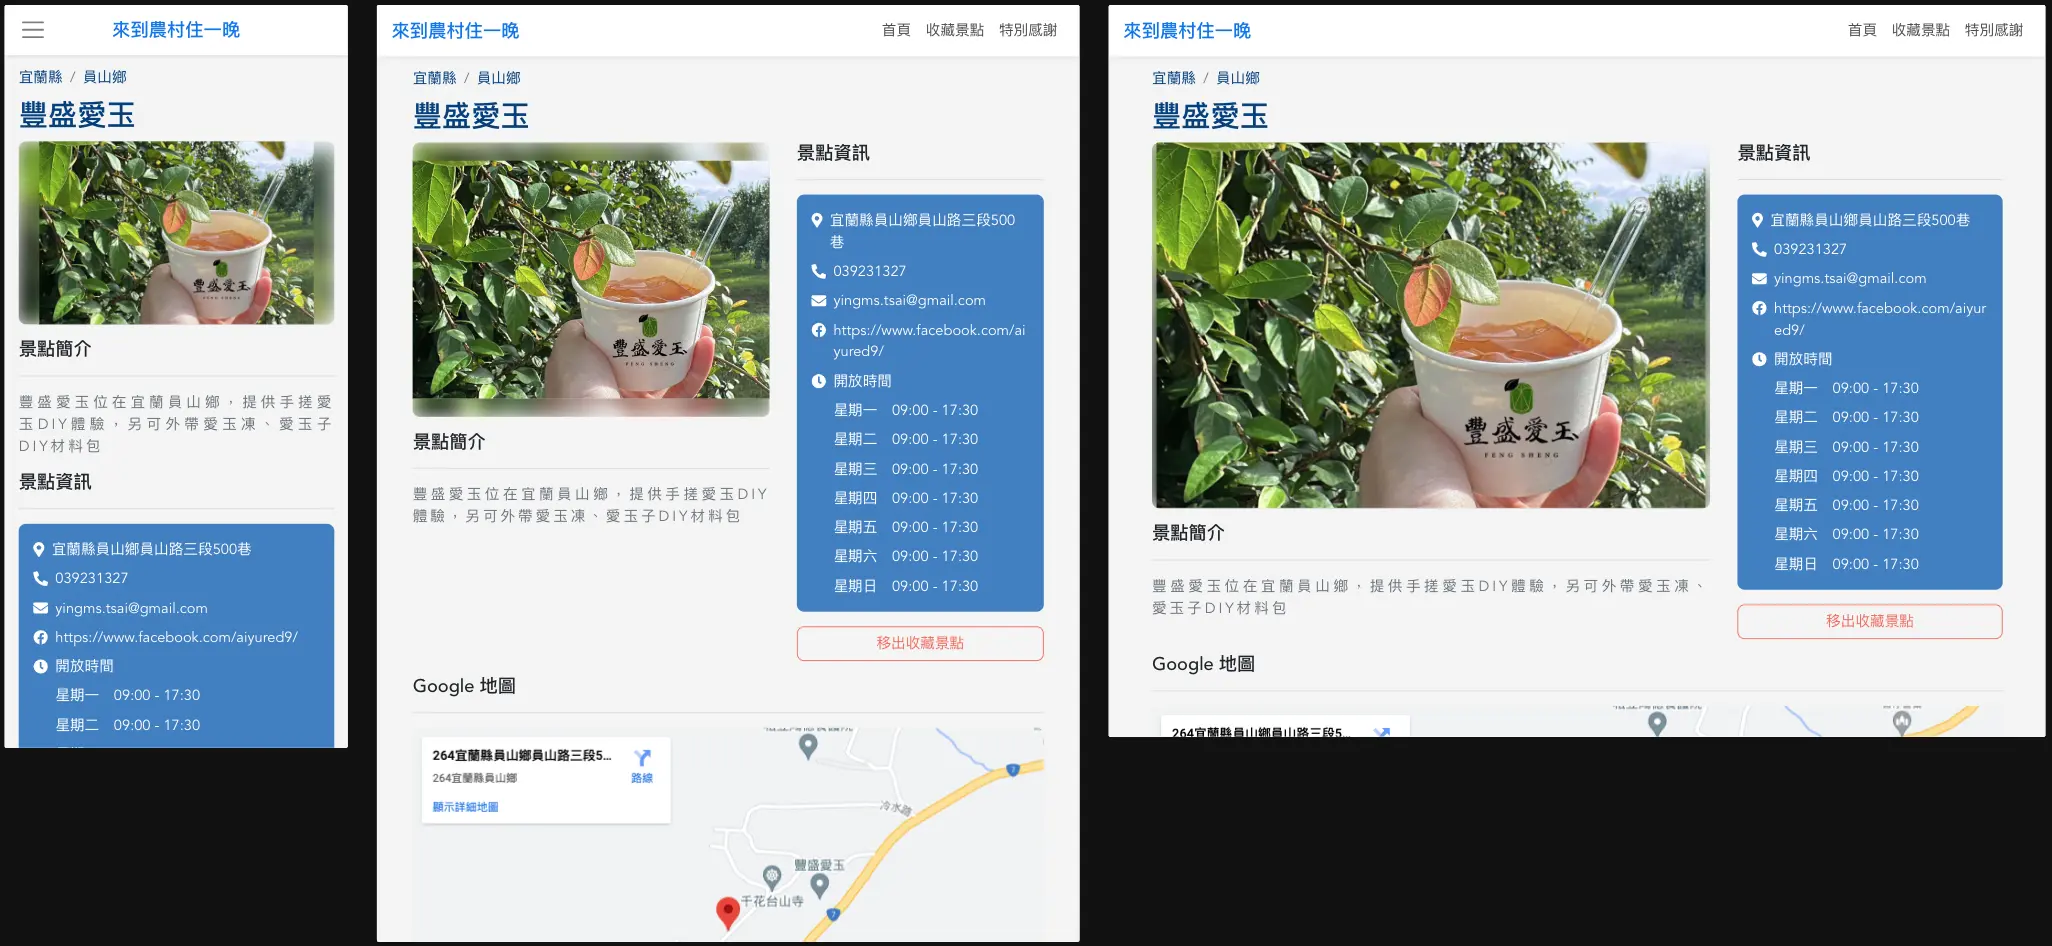 來到農村住一晚
宜蘭縣 / 員山鄉
豐盛愛玉
豐盛愛玉
FENG SHENG
景點簡介
豐盛愛玉位在宜蘭員山鄉，提供手搓愛
玉DIY體驗，另可外帶愛玉凍、愛玉子
DIY材料包
景點資訊
宜蘭縣員山鄉員山路三段500巷
039231327
yingms.tsai@gmail.com
https://www.facebook.com/aiyured9/
開放時間
星期一 09:00 - 17:30
星期二 09:00 - 17:30
來到農村住一晚 首頁 收藏景點 特別感謝
宜蘭縣 / 員山鄉
豐盛愛玉
豐盛愛玉
FENG SHENG
景點簡介
豐盛愛玉位在宜蘭員山鄉，提供手搓愛玉DIY
體驗，另可外帶愛玉凍、愛玉子DIY材料包
景點資訊
宜蘭縣員山鄉員山路三段500
巷
039231327
yingms.tsai@gmail.com
https://www.facebook.com/ai
yured9/
開放時間
星期一 09:00 - 17:30
星期二 09:00 - 17:30
星期三 09:00 - 17:30
星期四 09:00 - 17:30
星期五 09:00 - 17:30
星期六 09:00 - 17:30
星期日 09:00 - 17:30
移出收藏景點
Google 地圖
264宜蘭縣員山鄉員山路三段5...
264宜蘭縣員山鄉
路線
顯示詳細地圖
7
冷水路
豐盛愛玉
千花台山寺
7
來到農村住一晚 首頁 收藏景點 特別感謝
宜蘭縣 / 員山鄉
豐盛愛玉
豐盛愛玉
FENG SHENG
景點簡介
豐盛愛玉位在宜蘭員山鄉，提供手搓愛玉DIY體驗，另可外帶愛玉凍、
愛玉子DIY材料包
景點資訊
宜蘭縣員山鄉員山路三段500巷
039231327
yingms.tsai@gmail.com
https://www.facebook.com/aiyur
ed9/
開放時間
星期一 09:00 - 17:30
星期二 09:00 - 17:30
星期三 09:00 - 17:30
星期四 09:00 - 17:30
星期五 09:00 - 17:30
星期六 09:00 - 17:30
星期日 09:00 - 17:30
移出收藏景點
Google 地圖
264宜蘭縣員山鄉員山路三段5...